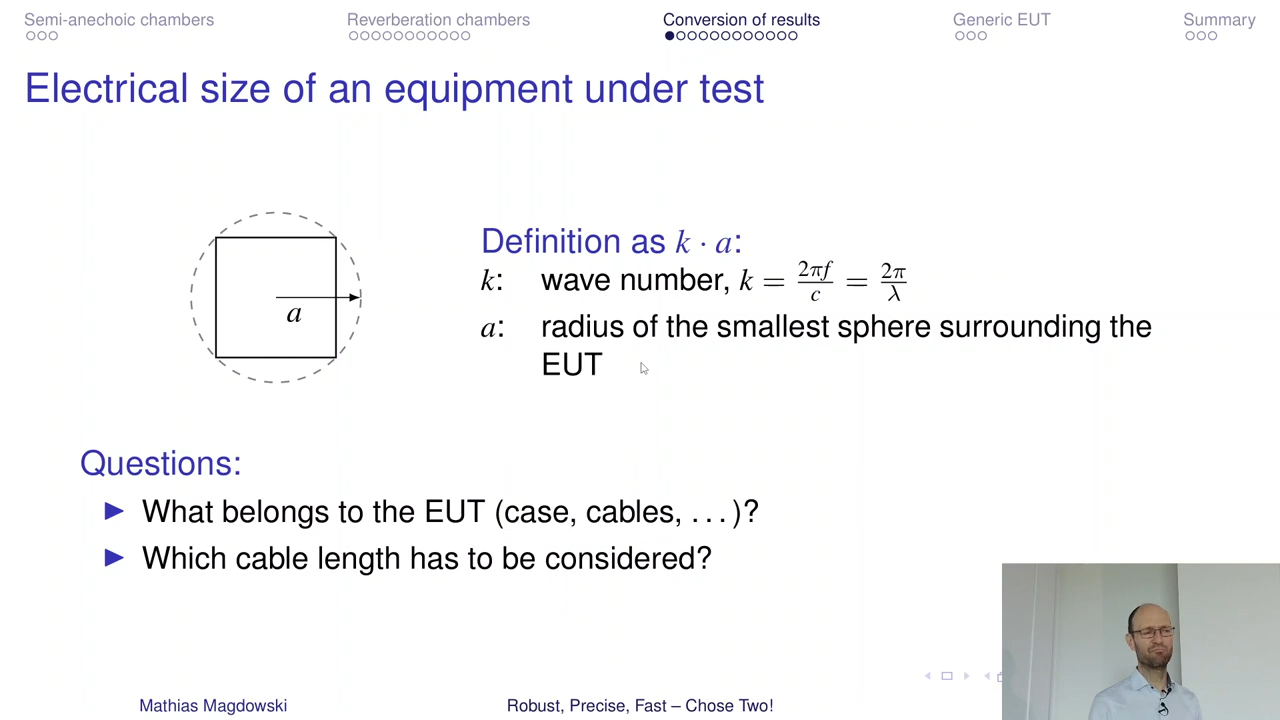 Semi-anechoic chambers
Reverberation chambers
Conversion of results
Generic EUT
Summary
Electrical size of an equipment under test
a
Definition as k · a:
k: wave number, k = 2πf/c = 2π/λ
a: radius of the smallest sphere surrounding the
EUT
Questions:
What belongs to the EUT (case, cables, ...)?
Which cable length has to be considered?
Mathias Magdowski
Robust, Precise, Fast – Chose Two!